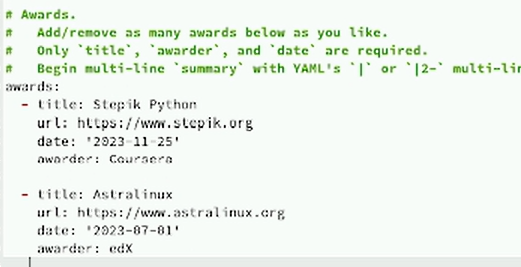 # Awards.
#   Add/remove as many awards below as you like.
#   Only `title`, `awarder`, and `date` are required.
#   Begin multi-line `summary` with YAML's `|` or `|2-` multi-lin
awards:
  - title: Stepik Python
    url: https://www.stepik.org
    date: '2023-11-25'
    awarder: Coursera
  - title: Astralinux
    url: https://www.astralinux.org
    date: '2023-07-01'
    awarder: edX